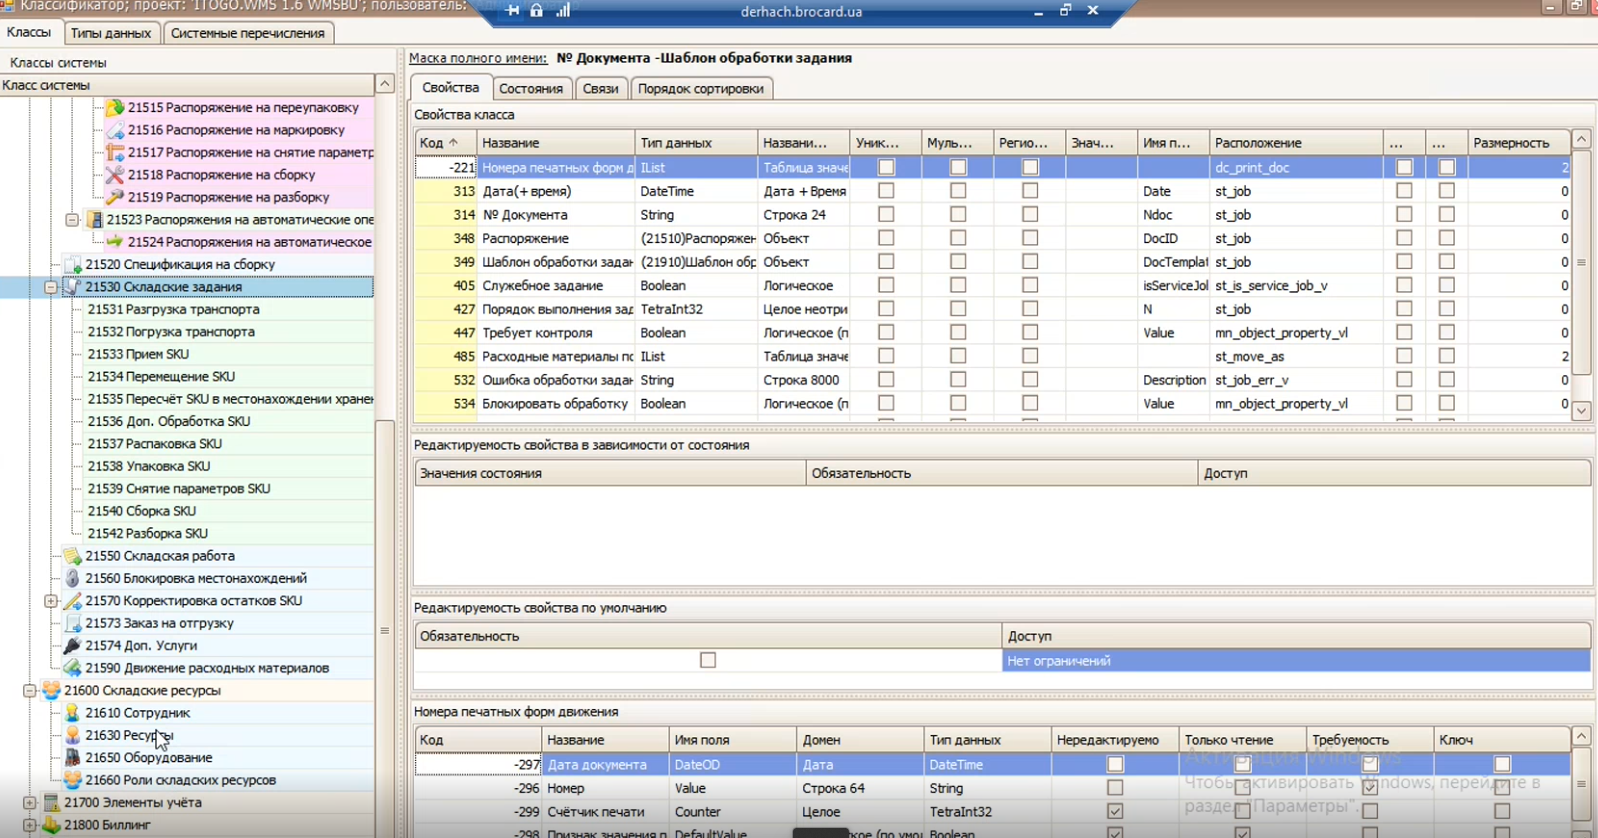 Классификатор; проект: 'ITOGO.WMS 1.6 WMSBU'; пользователь:
derhach.brocard.ua
Классы
Типы данных
Системные перечисления
Классы системы
Класс системы
21515 Распоряжение на переупаковку
21516 Распоряжение на маркировку
21517 Распоряжение на снятие параметр
21518 Распоряжение на сборку
21519 Распоряжение на разборку
21523 Распоряжения на автоматические опе
21524 Распоряжения на автоматическое
21520 Спецификация на сборку
21530 Складские задания
21531 Разгрузка транспорта
21532 Погрузка транспорта
21533 Прием SKU
21534 Перемещение SKU
21535 Пересчёт SKU в местонахождении хранен
21536 Доп. Обработка SKU
21537 Распаковка SKU
21538 Упаковка SKU
21539 Снятие параметров SKU
21540 Сборка SKU
21542 Разборка SKU
21550 Складская работа
21560 Блокировка местонахождений
21570 Корректировка остатков SKU
21573 Заказ на отгрузку
21574 Доп. Услуги
21590 Движение расходных материалов
21600 Складские ресурсы
21610 Сотрудник
21630 Ресурсы
21650 Оборудование
21660 Роли складских ресурсов
21700 Элементы учёта
21800 Биллинг
Маска полного имени: № Документа -Шаблон обработки задания
Свойства
Состояния
Связи
Порядок сортировки
Свойства класса
Код Название Тип данных Названи... Уник... Муль... Регио... Знач... Имя п... Расположение ... ... Размерность
-221 Номера печатных форм д IList Таблица значе dc_print_doc 2
313 Дата(+время) DateTime Дата + Время Date st_job 0
314 № Документа String Строка 24 Ndoc st_job 0
348 Распоряжение (21510)Распоряжен Объект DocID st_job 0
349 Шаблон обработки задан (21910)Шаблон обр Объект DocTemplat st_job 0
405 Служебное задание Boolean Логическое isServiceJol st_is_service_job_v 0
427 Порядок выполнения зад TetraInt32 Целое неотри N st_job 0
447 Требует контроля Boolean Логическое (п Value mn_object_property_vl 0
485 Расходные материалы по IList Таблица значе st_move_as 2
532 Ошибка обработки задан String Строка 8000 Description st_job_err_v 0
534 Блокировать обработку Boolean Логическое (п Value mn_object_property_vl 0
Редактируемость свойства в зависимости от состояния
Значения состояния Обязательность Доступ
Редактируемость свойства по умолчанию
Обязательность Доступ
Нет ограничений
Номера печатных форм движения
Код Название Имя поля Домен Тип данных Нередактируемо Только чтение Требуемость Ключ
-297 Дата документа DateOD Дата DateTime
-296 Номер Value Строка 64 String
-299 Счётчик печати Counter Целое TetraInt32
-298 Признак значения п DefaultValue Boolean
Активация Windows
Чтобы активировать Windows, перейдите в
раздел "Параметры".